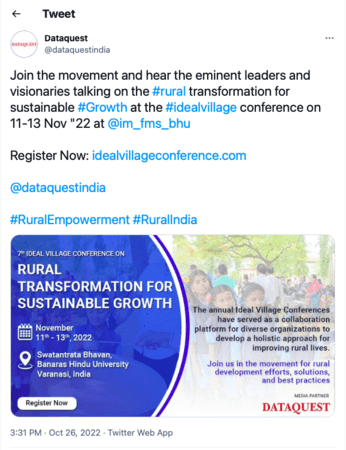 Tweet
DATAQUEST
Dataquest
@dataquestindia
Join the movement and hear the eminent leaders and
visionaries talking on the #rural transformation for
sustainable #Growth at the #idealvillage conference on
11-13 Nov "22 at @im_fms_bhu
Register Now: idealvillageconference.com
@dataquestindia
#RuralEmpowerment #RuralIndia
7th IDEAL VILLAGE CONFERENCE ON
RURAL
TRANSFORMATION FOR
SUSTAINABLE GROWTH
November
11th - 13th, 2022
Swatantrata Bhavan,
Banaras Hindu University
Varanasi, India
Register Now
The annual Ideal Village Conferences
have served as a collaboration
platform for diverse organizations to
develop a holistic approach for
improving rural lives.
Join us in the movement for rural
development efforts, solutions,
and best practices
MEDIA PARTNER
DATAQUEST
3:31 PM · Oct 26, 2022 · Twitter Web App